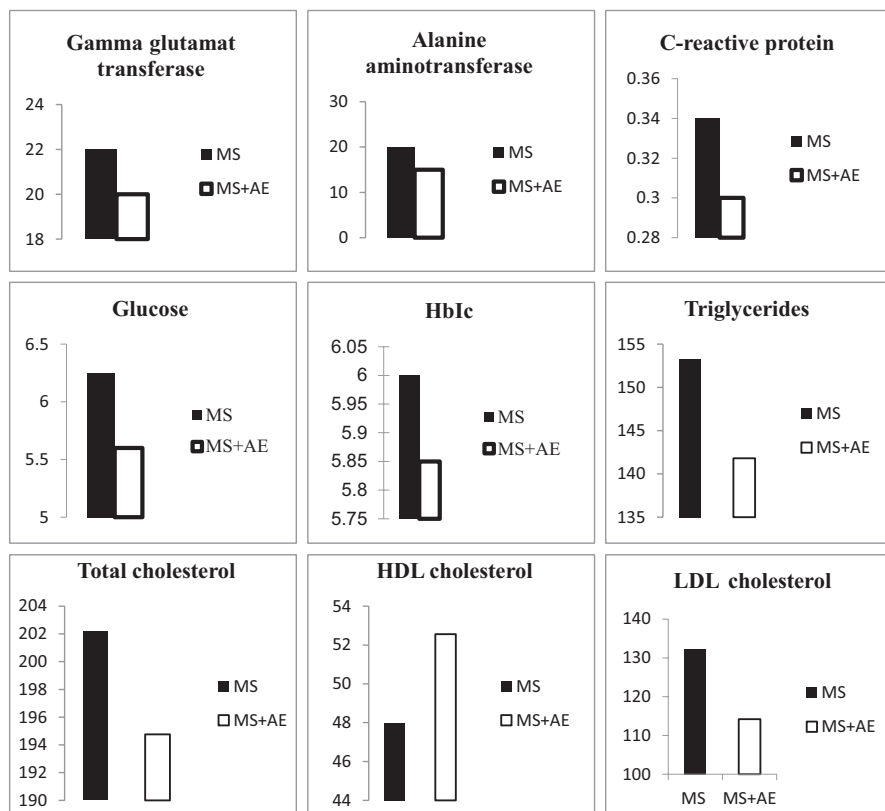 Gamma glutamat
transferase
24
22
20
18
MS
MS+AE
Alanine
aminotransferase
30
20
10
0
MS
MS+AE
C-reactive protein
0.36
0.34
0.32
0.3
0.28
MS
MS+AE
Glucose
6.5
6
5.5
5
MS
MS+AE
HbIc
6.05
6
5.95
5.9
5.85
5.8
5.75
MS
MS+AE
Triglycerides
155
150
145
140
135
MS
MS+AE
Total cholesterol
204
202
200
198
196
194
192
190
MS
MS+AE
HDL cholesterol
54
52
50
48
46
44
MS
MS+AE
LDL cholesterol
140
130
120
110
100
MS MS+AE
MS
MS+AE